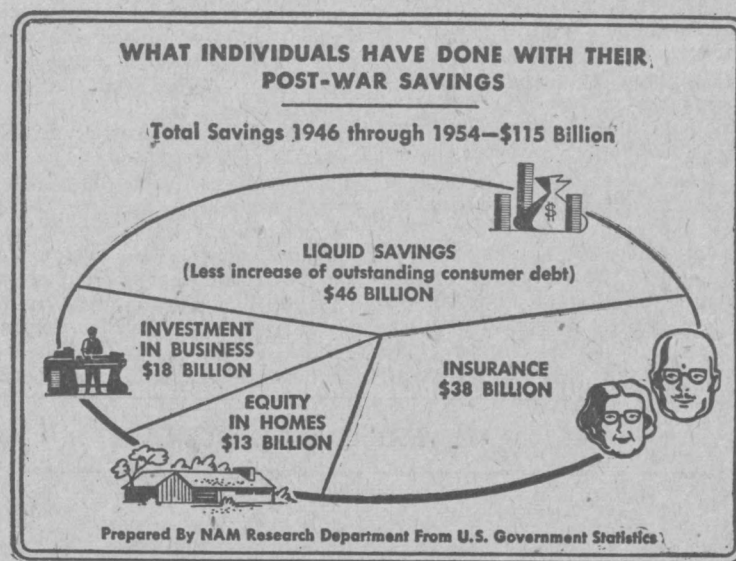 WHAT INDIVIDUALS HAVE DONE WITH THEIR
POST-WAR SAVINGS
Total Savings 1946 through 1954—$115 Billion
$
LIQUID SAVINGS
(Less increase of outstanding consumer debt)
$46 BILLION
INVESTMENT
IN BUSINESS
$18 BILLION
INSURANCE
$38 BILLION
EQUITY
IN HOMES
$13 BILLION
Prepared By NAM Research Department From U.S. Government Statistics